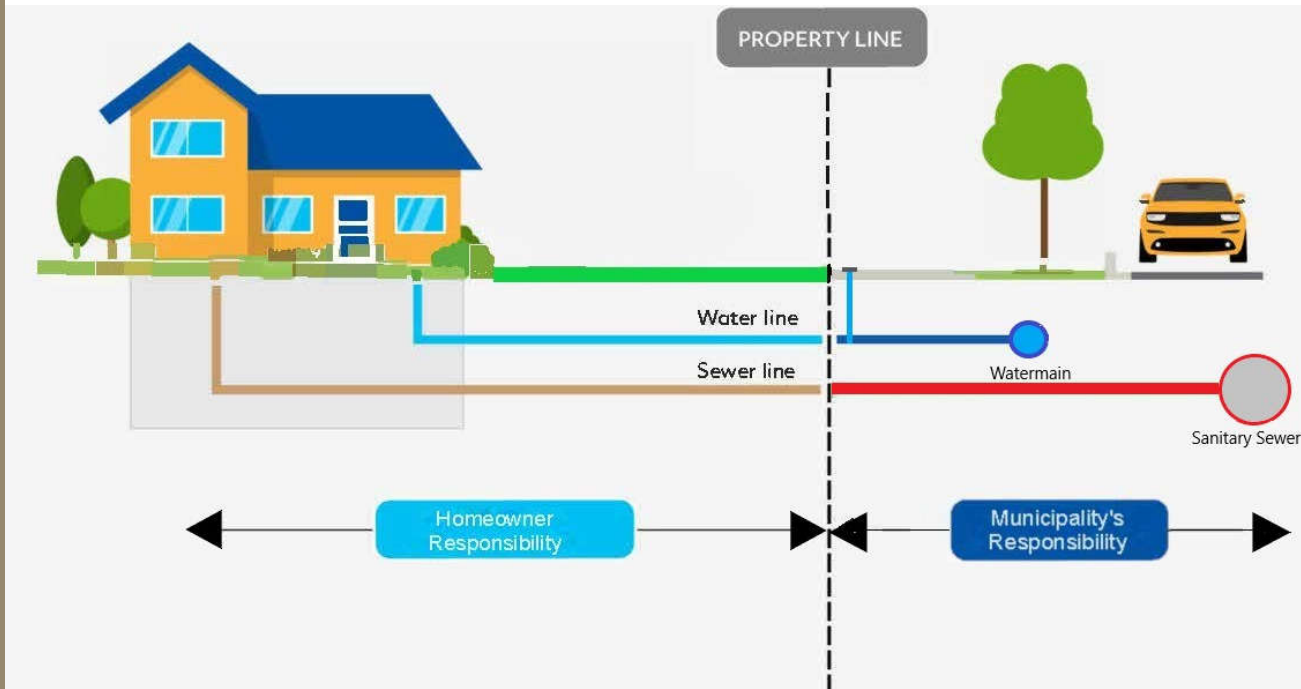 PROPERTY LINE
Water line
Watermain
Sewer line
Sanitary Sewer
Homeowner
Responsibility
Municipality's
Responsibility